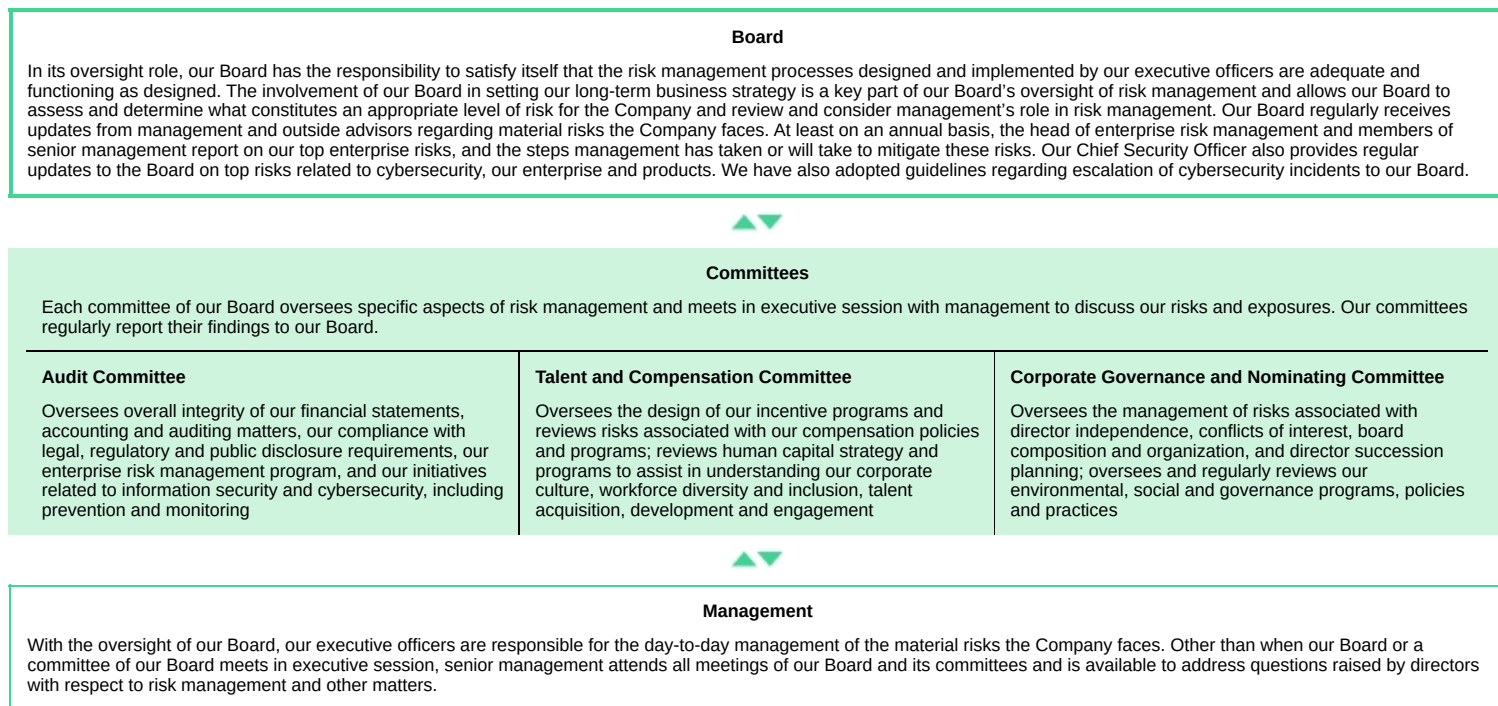 Board
In its oversight role, our Board has the responsibility to satisfy itself that the risk management processes designed and implemented by our executive officers are adequate and
functioning as designed. The involvement of our Board in setting our long-term business strategy is a key part of our Board’s oversight of risk management and allows our Board to
assess and determine what constitutes an appropriate level of risk for the Company and review and consider management’s role in risk management. Our Board regularly receives
updates from management and outside advisors regarding material risks the Company faces. At least on an annual basis, the head of enterprise risk management and members of
senior management report on our top enterprise risks, and the steps management has taken or will take to mitigate these risks. Our Chief Security Officer also provides regular
updates to the Board on top risks related to cybersecurity, our enterprise and products. We have also adopted guidelines regarding escalation of cybersecurity incidents to our Board.
Committees
Each committee of our Board oversees specific aspects of risk management and meets in executive session with management to discuss our risks and exposures. Our committees
regularly report their findings to our Board.
Audit Committee
Oversees overall integrity of our financial statements,
accounting and auditing matters, our compliance with
legal, regulatory and public disclosure requirements, our
enterprise risk management program, and our initiatives
related to information security and cybersecurity, including
prevention and monitoring
Talent and Compensation Committee
Oversees the design of our incentive programs and
reviews risks associated with our compensation policies
and programs; reviews human capital strategy and
programs to assist in understanding our corporate
culture, workforce diversity and inclusion, talent
acquisition, development and engagement
Corporate Governance and Nominating Committee
Oversees the management of risks associated with
director independence, conflicts of interest, board
composition and organization, and director succession
planning; oversees and regularly reviews our
environmental, social and governance programs, policies
and practices
Management
With the oversight of our Board, our executive officers are responsible for the day-to-day management of the material risks the Company faces. Other than when our Board or a
committee of our Board meets in executive session, senior management attends all meetings of our Board and its committees and is available to address questions raised by directors
with respect to risk management and other matters.